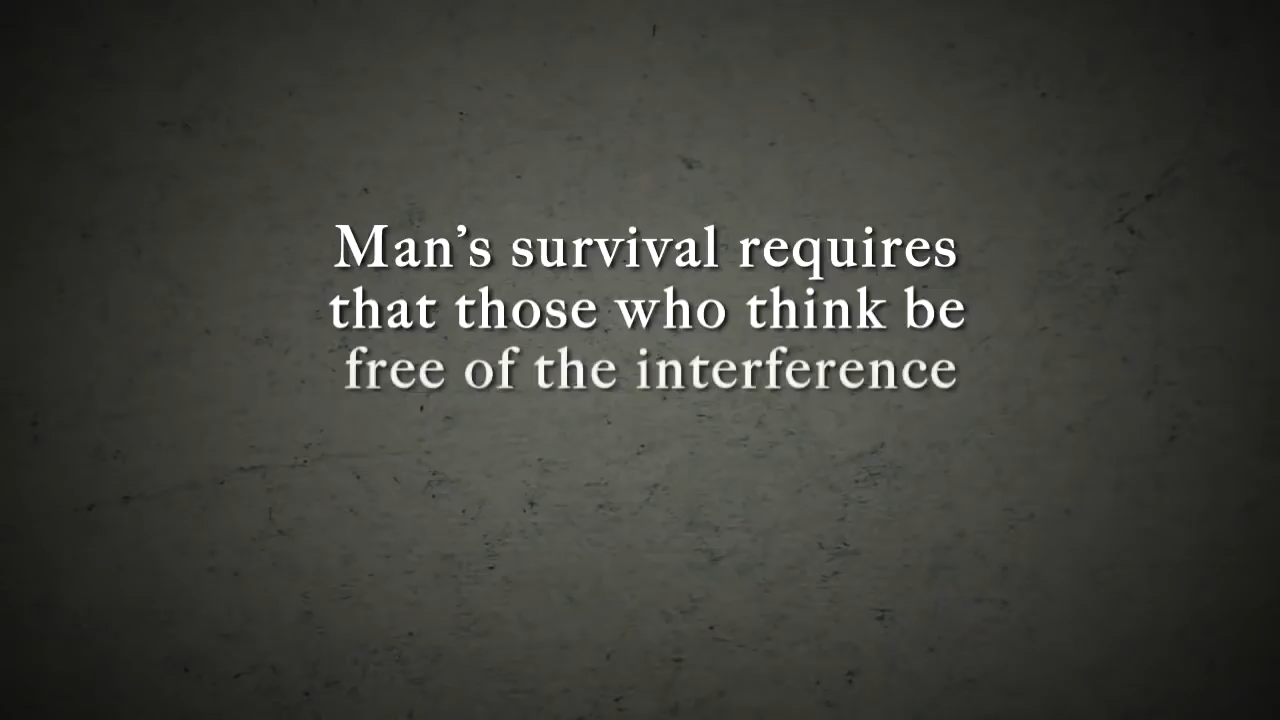 Man’s survival requires
that those who think be
free of the interference